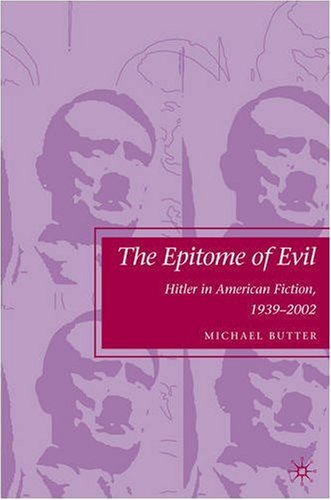 The Epitome of Evil
Hitler in American Fiction,
1939–2002
MICHAEL BUTTER